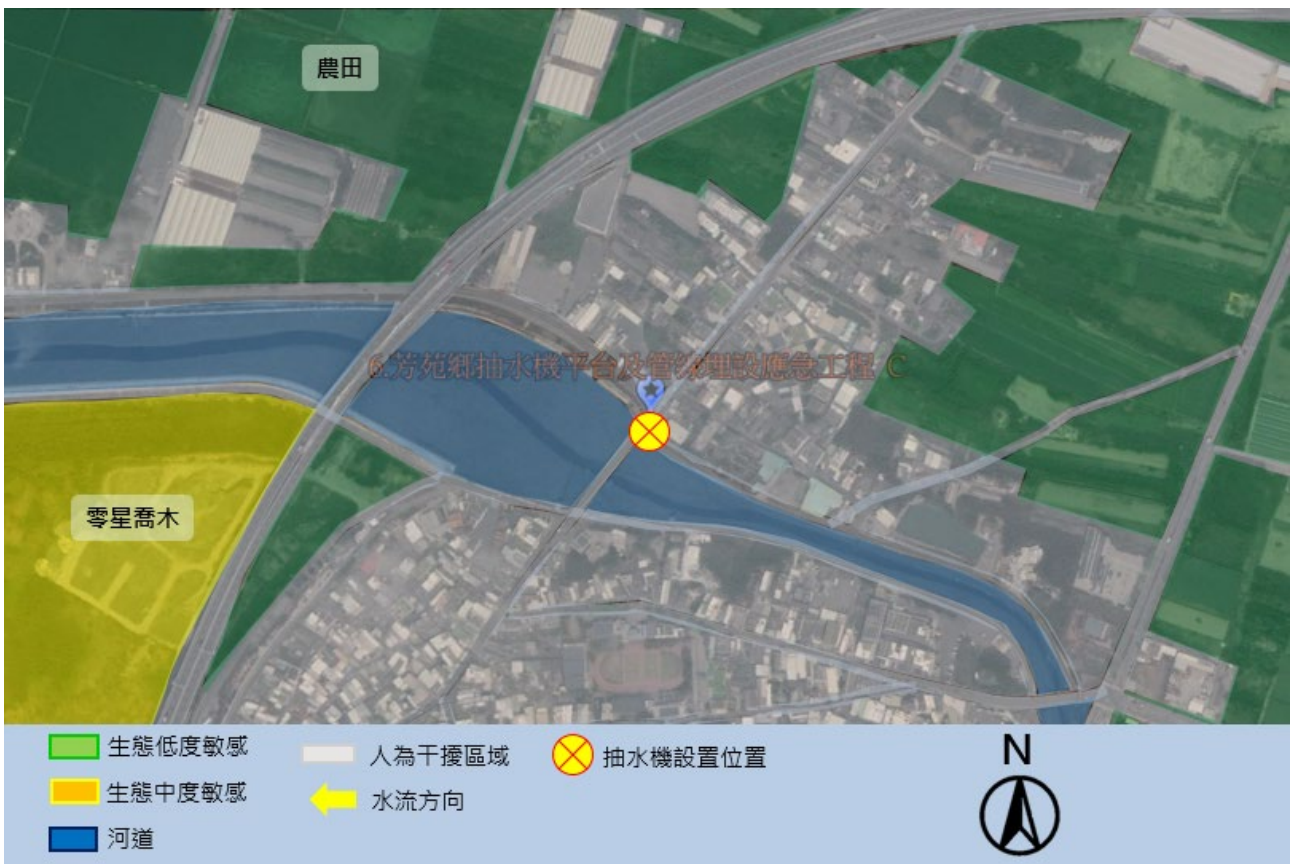 農田
6.芳苑鄉抽水機平台及管線埋設應急工程 C
零星喬木
生態低度敏感
人為干擾區域
抽水機設置位置
N
生態中度敏感
水流方向
河道